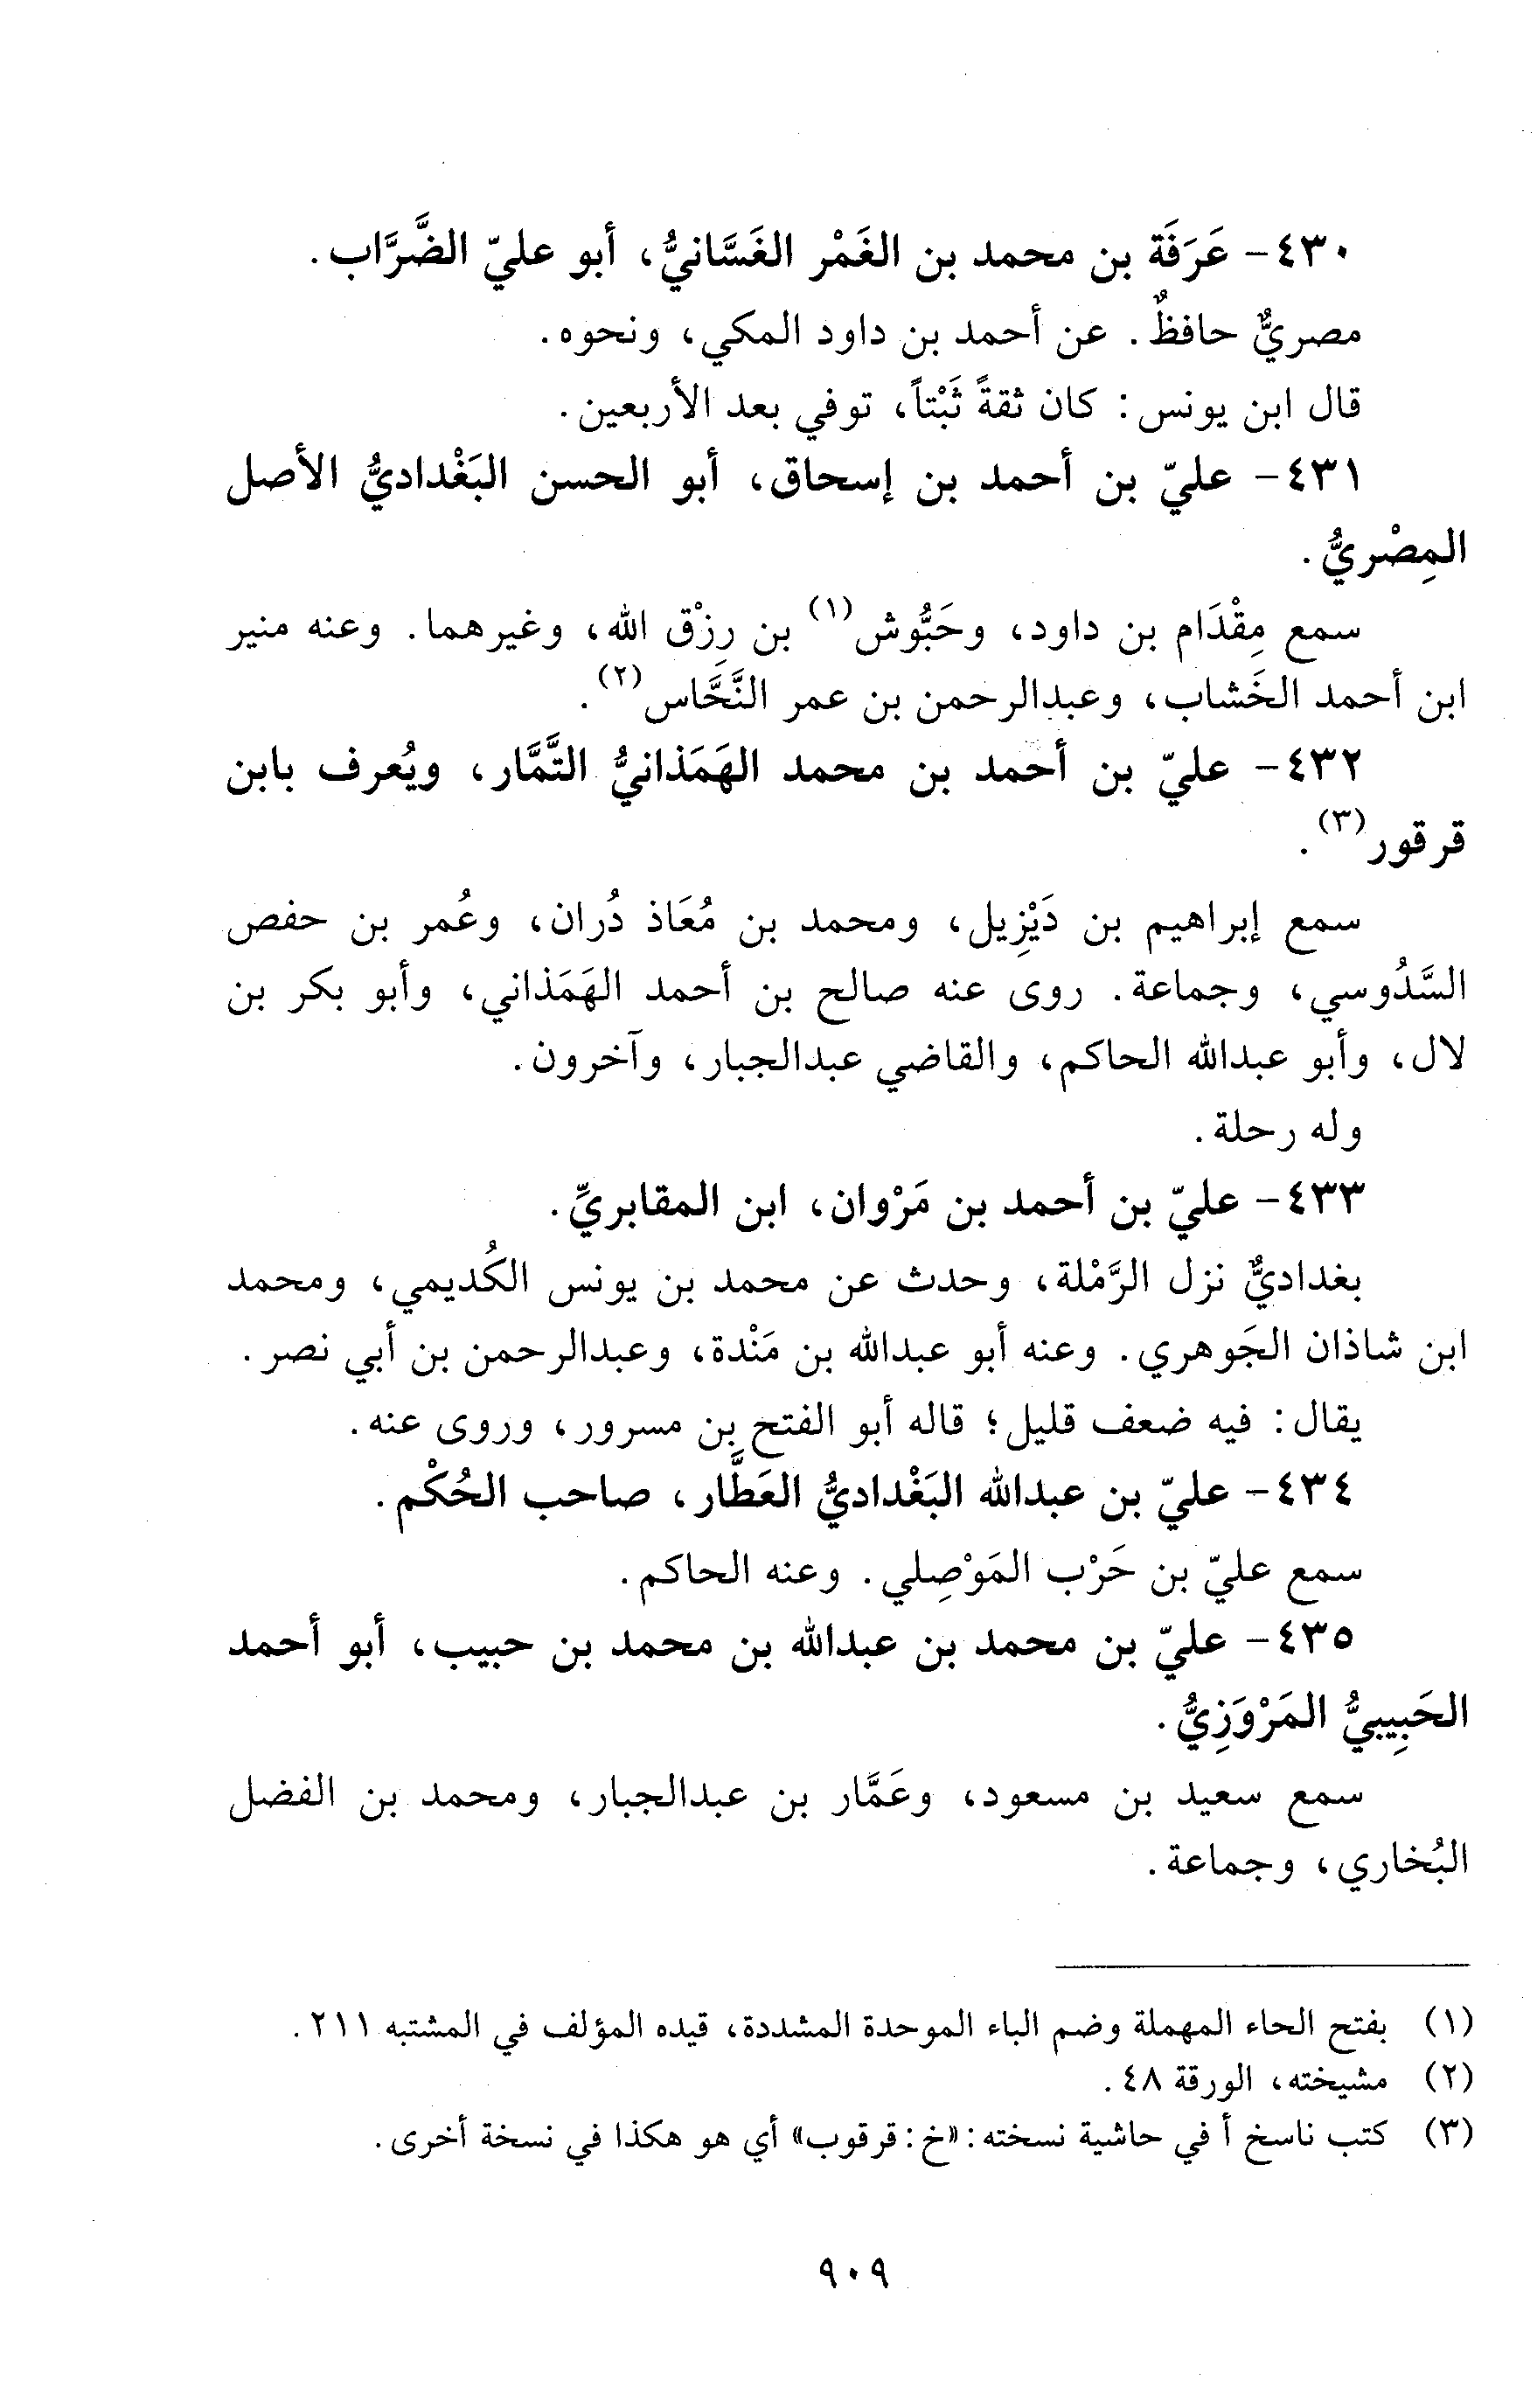 ٤٣٠- عَرَفَة بن محمد بن الغَمْر الغَسَّانيُّ، أبو عليّ الضَّرَّاب.
مصريٌّ حافظٌ. عن أحمد بن داود المكي، ونحوه.
قال ابن يونس: كان ثقةً ثَبْتاً، توفي بعد الأربعين.
٤٣١- عليّ بن أحمد بن إسحاق، أبو الحسن البَغْداديُّ الأصل
المِصْريُّ.
سمع مِقْدَام بن داود، وحَبُّوش(١) بن رِزْق الله، وغيرهما. وعنه منير
ابن أحمد الخَشاب، وعبدالرحمن بن عمر النَّحَّاس(٢).
٤٣٢- عليّ بن أحمد بن محمد الهَمَذانيُّ التَّمَّار، ويُعرف بابن
قرقور(٣).
سمع إبراهيم بن دَيْزِيل، ومحمد بن مُعَاذ دُران، وعُمر بن حفص
السَّدُوسي، وجماعة. روى عنه صالح بن أحمد الهَمَذاني، وأبو بكر بن
لال، وأبو عبدالله الحاكم، والقاضي عبدالجبار، وآخرون.
وله رحلة.
٤٣٣- عليّ بن أحمد بن مَرْوان، ابن المقابريِّ.
بغداديٌّ نزل الرَّمْلة، وحدث عن محمد بن يونس الكُديمي، ومحمد
ابن شاذان الجَوهري. وعنه أبو عبدالله بن مَنْدة، وعبدالرحمن بن أبي نصر.
يقال: فيه ضعف قليل؛ قاله أبو الفتح بن مسرور، وروى عنه.
٤٣٤- عليّ بن عبدالله البَغْداديُّ العَطَّار، صاحب الحُكْم.
سمع عليّ بن حَرْب المَوْصِلي. وعنه الحاكم.
٤٣٥- عليّ بن محمد بن عبدالله بن محمد بن حبيب، أبو أحمد
الحَبِيبيُّ المَرْوَزِيُّ.
سمع سعيد بن مسعود، وعَمَّار بن عبدالجبار، ومحمد بن الفضل
البُخاري، وجماعة.
(١) بفتح الحاء المهملة وضم الباء الموحدة المشددة، قيده المؤلف في المشتبه ٢١١.
(٢) مشيخته، الورقة ٤٨.
(٣) كتب ناسخ أ في حاشية نسخته: «خ: قرقوب» أي هو هكذا في نسخة أخرى.
٩٠٩